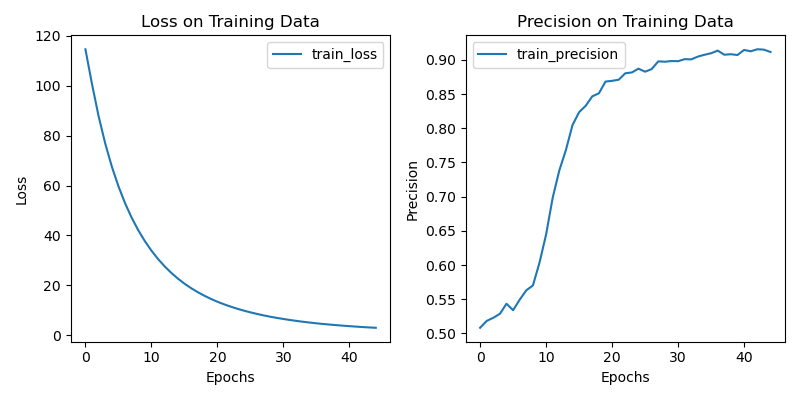 Loss on Training Data
120
100
80
60
40
20
0
Loss
train_loss
0 10 20 30 40
Epochs
Precision on Training Data
0.90
0.85
0.80
0.75
0.70
0.65
0.60
0.55
0.50
Precision
train_precision
0 10 20 30 40
Epochs